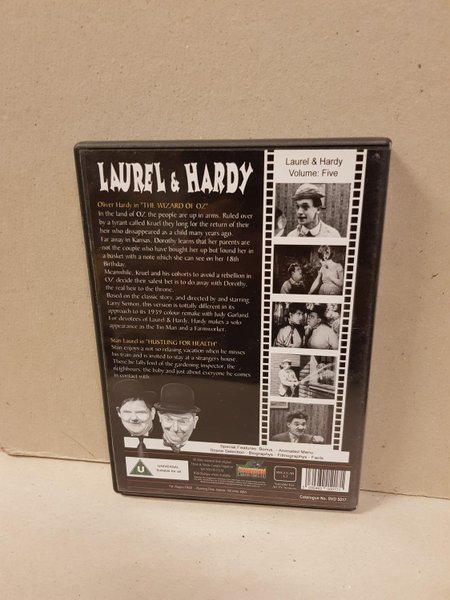 LAUREL & HARDY
Laurel & Hardy
Volume: Five
Oliver Hardy in "THE WIZARD OF OZ"
In the land of OZ the people are up in arms. Ruled over
by a tyrant called Kruel they long for the return of their
heir who dissappeared as a child many years ago.
Far away in Kansas, Dorothy learns that her parents are
not the couple who have bought her up but found her
in a basket with a note which she can see on her 18th
Birthday.
Meanwhile, Kruel and his cohorts to avoid a rebellion in
OZ decide their safest bet is to do away with Dorothy,
the real heir to the throne.
Based on the classic story, and directed by and starring
Larry Semon, this version is tottally different in its
approach to its 1939 colour remake with Judy Garland.
For devotees of Laurel & Hardy, Hardy makes a solo
appearance as the Tin Man and a Farmworker.
Stan Laurel in "HUSTLING FOR HEALTH"
Stan enjoys a not so relaxing vacation when he misses
his train and is invited to stay at a strangers house.
There he falls foul of the gardening inspector, the
neighbours, the baby and just about everyone he comes
in contact with.
Special Features: Bonus - Animated Menu
Scene Selection - Biographys - Filmographys - Facts
U
UNIVERSAL
Suitable for all
Catalogue No. DVD 5017